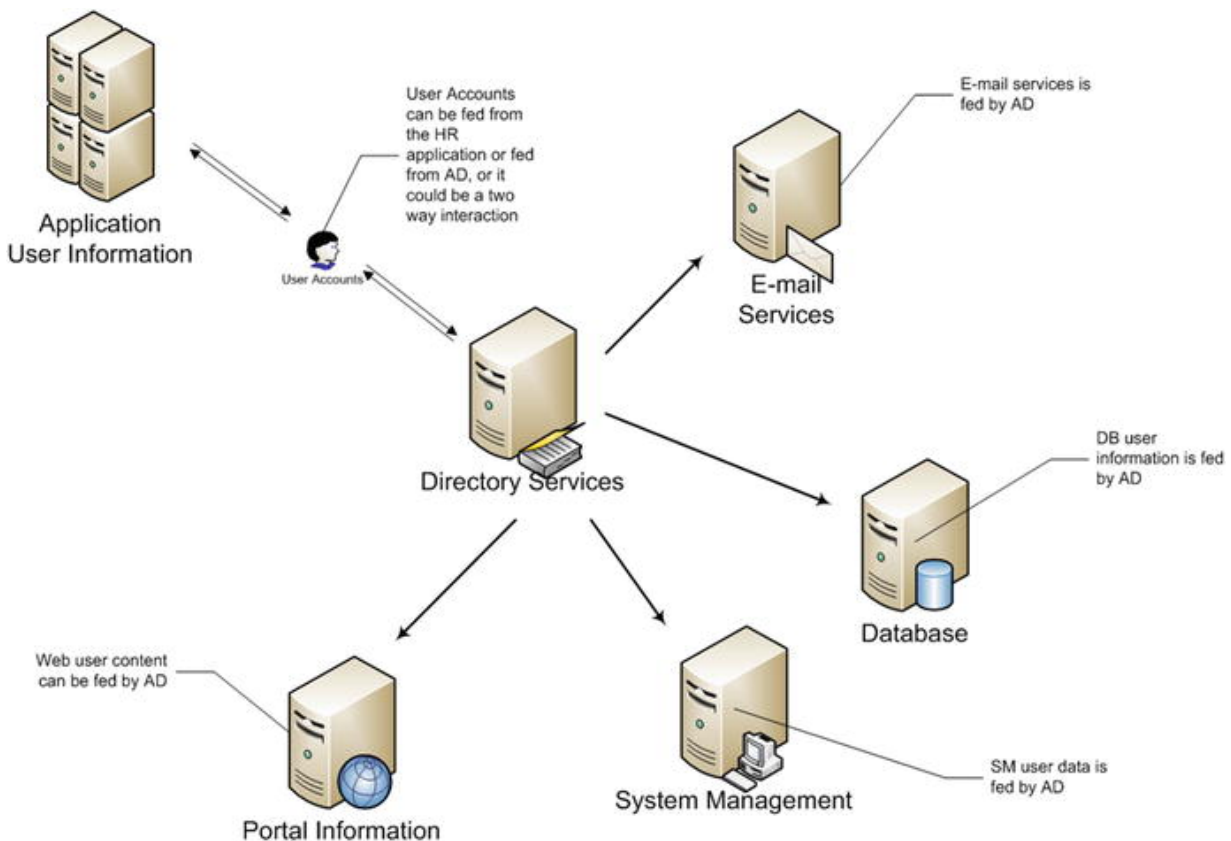 Application
User Information
User Accounts
can be fed from
the HR
application or fed
from AD, or it
could be a two
way interaction
User Accounts
E-mail services is
fed by AD
E-mail
Services
Directory Services
DB user
information is fed
by AD
Database
Web user content
can be fed by AD
Portal Information
System Management
SM user data is
fed by AD